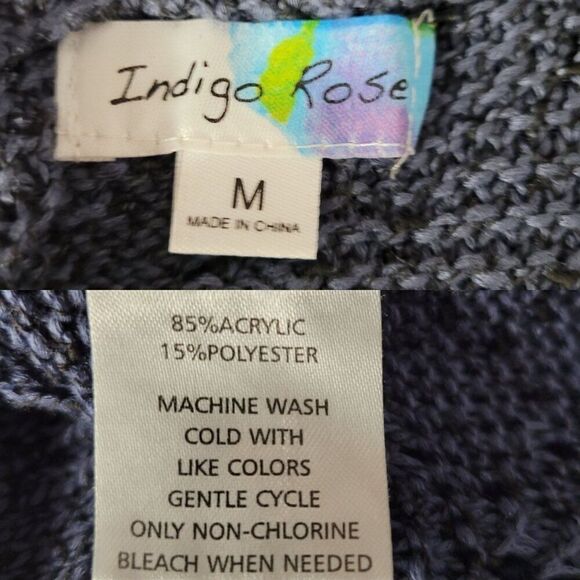 Indigo Rose
M
MADE IN CHINA
85%ACRYLIC
15%POLYESTER
MACHINE WASH
COLD WITH
LIKE COLORS
GENTLE CYCLE
ONLY NON-CHLORINE
BLEACH WHEN NEEDED